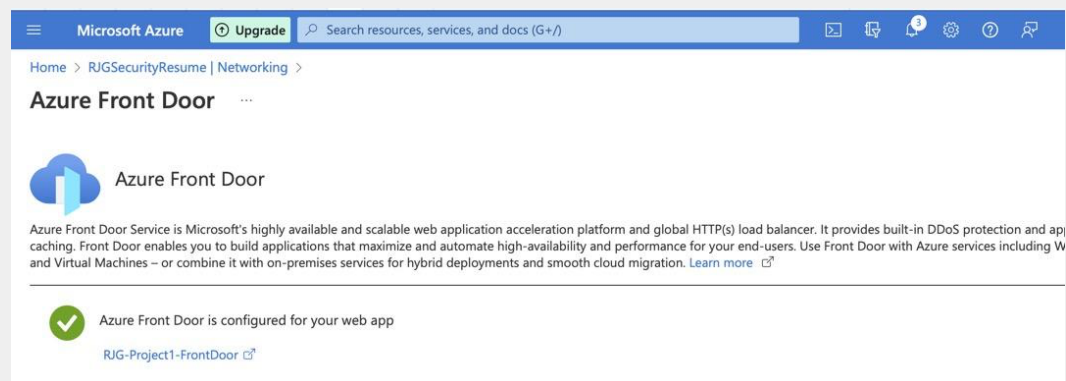 Microsoft Azure Upgrade Search resources, services, and docs (G+/) 3
Home > RJGSecurityResume | Networking >
Azure Front Door ...
Azure Front Door
Azure Front Door Service is Microsoft's highly available and scalable web application acceleration platform and global HTTP(s) load balancer. It provides built-in DDoS protection and
caching. Front Door enables you to build applications that maximize and automate high-availability and performance for your end-users. Use Front Door with Azure services including
and Virtual Machines – or combine it with on-premises services for hybrid deployments and smooth cloud migration. Learn more
Azure Front Door is configured for your web app
RJG-Project1-FrontDoor